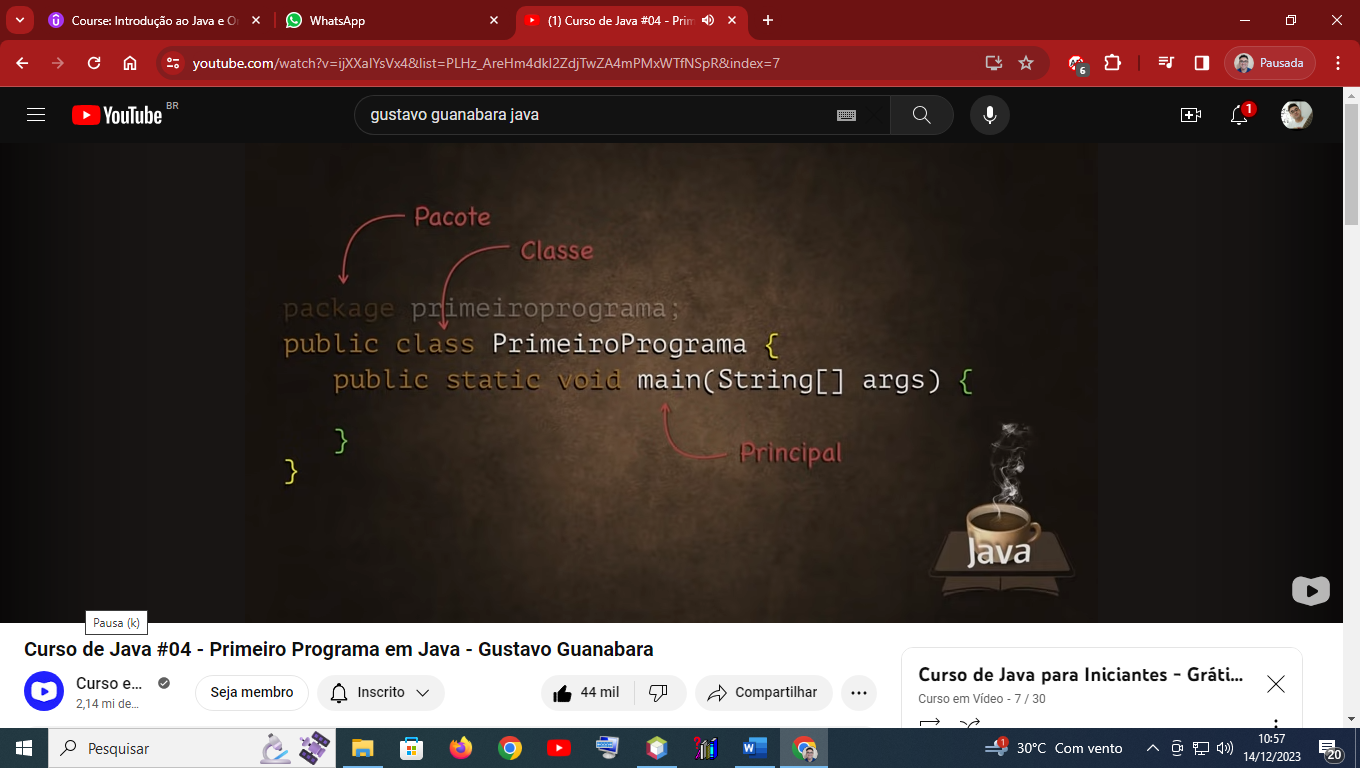 Course: Introdução ao Java e O
WhatsApp
(1) Curso de Java #04 - Prim
youtube.com/watch?v=ijXXaIYsVx4&list=PLHz_AreHm4dkI2ZdjTwZA4mPMxWTfNSpR&index=7
6
Pausada
YouTube BR
gustavo guanabara java
1
Pacote
Classe
package primeiroprograma;
public class PrimeiroPrograma {
public static void main(String[] args) {
}
Principal
}
Java
Pausa (k)
Curso de Java #04 - Primeiro Programa em Java - Gustavo Guanabara
Curso e...
2,14 mi de...
Seja membro
Inscrito
44 mil
Compartilhar
Curso de Java para Iniciantes - Gráti...
Curso em Vídeo - 7 / 30
Pesquisar
1
30°C Com vento
10:57
14/12/2023
20